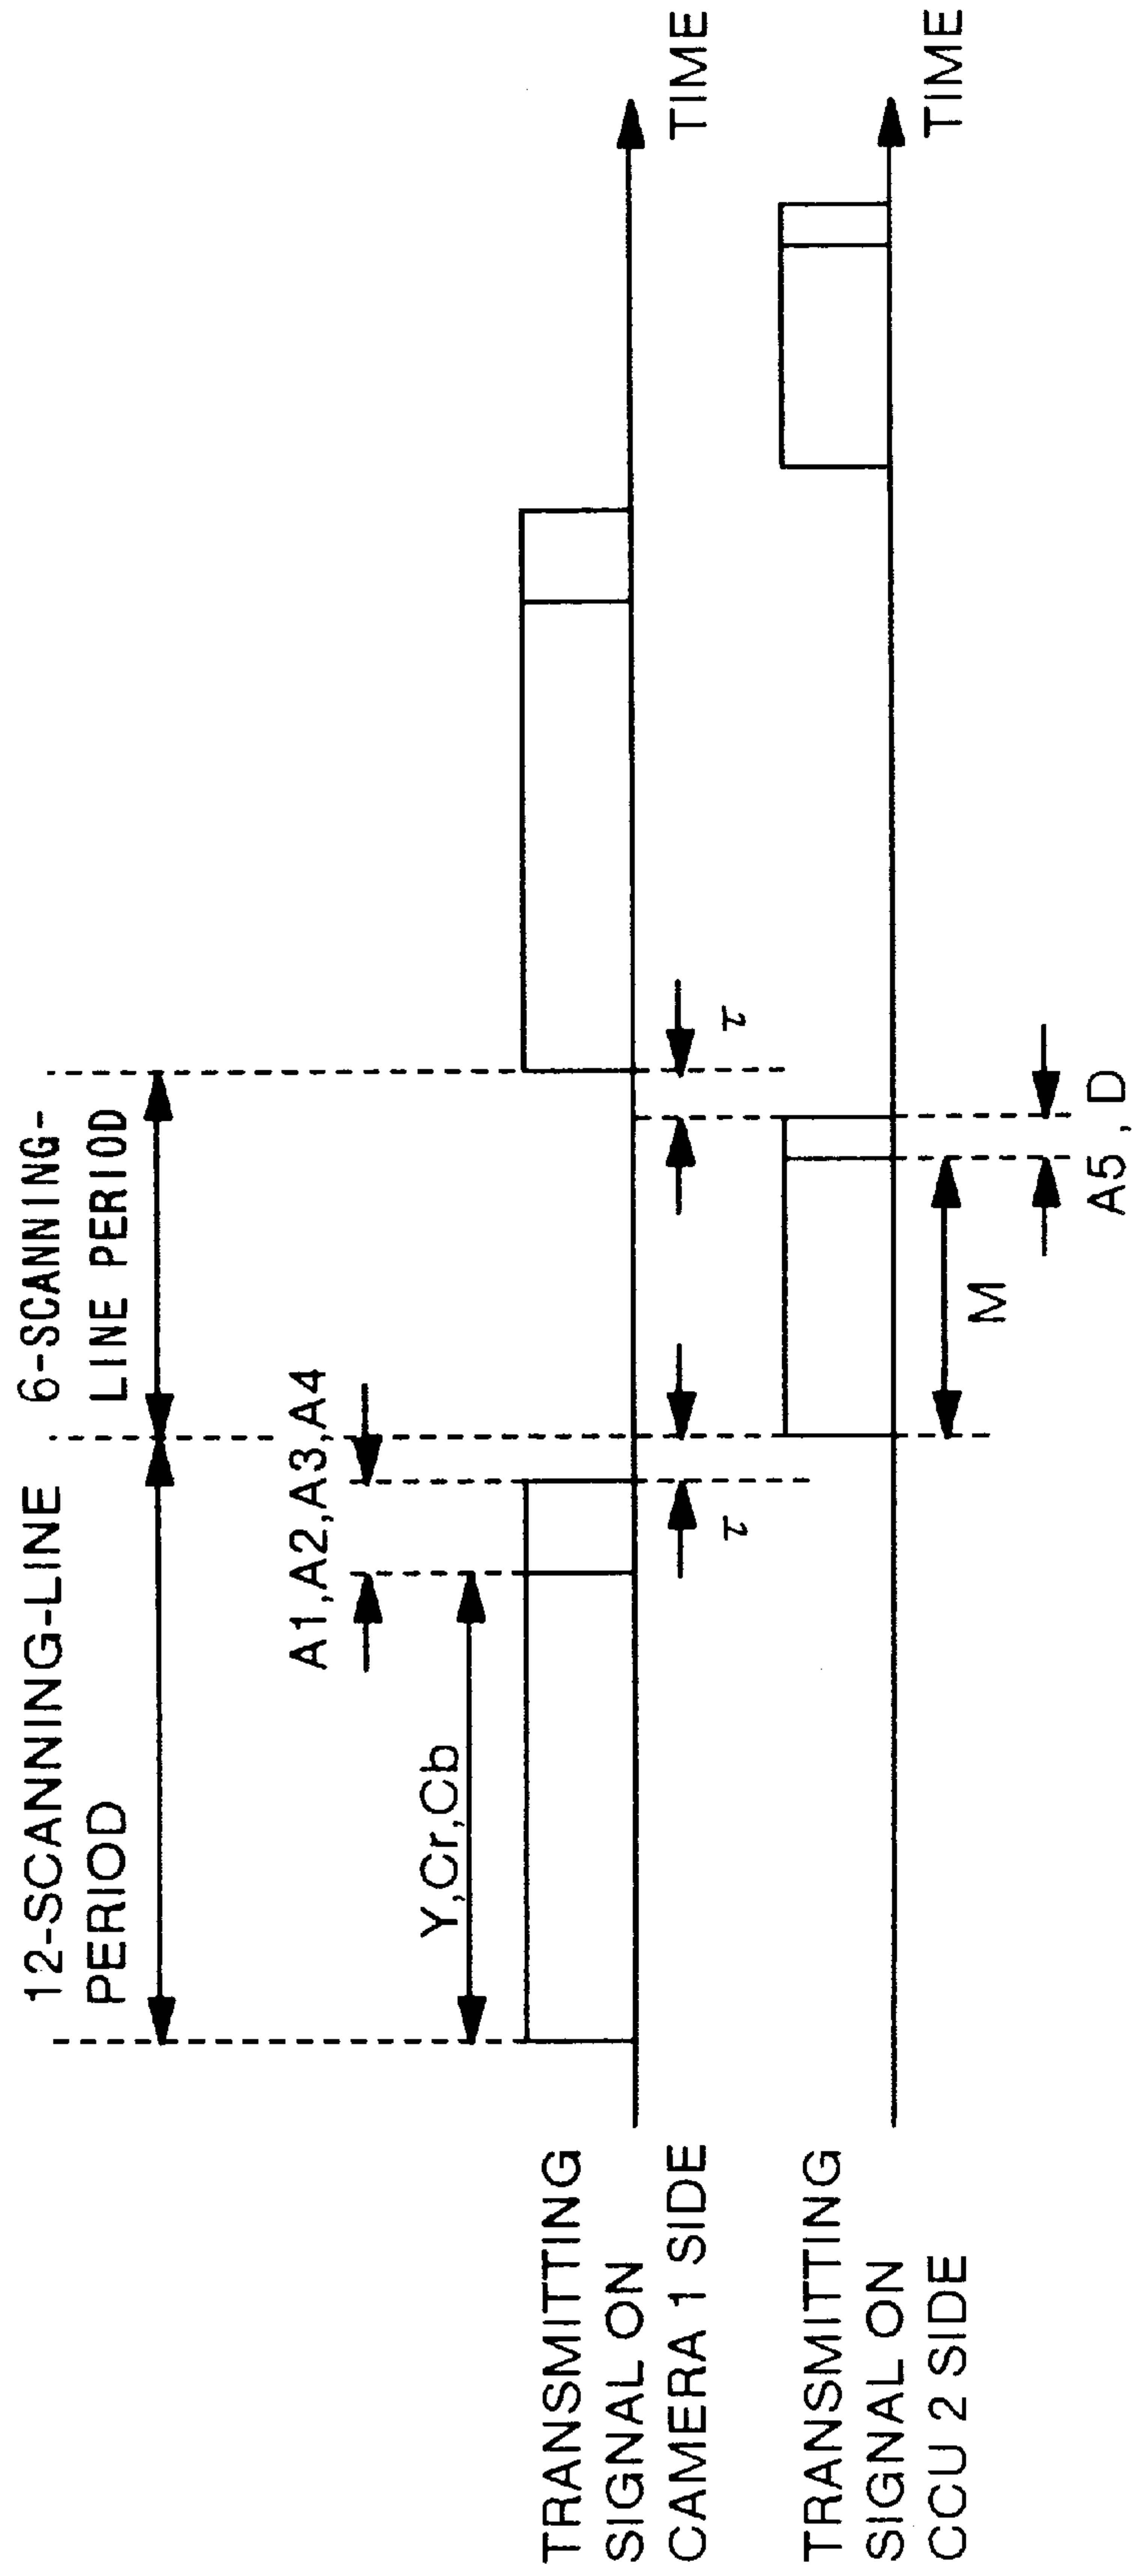 12-SCANNING-LINE
PERIOD
6-SCANNING-
LINE PERIOD
A1,A2,A3,A4
Y,Cr,Cb
TRANSMITTING
SIGNAL ON
CAMERA 1 SIDE
τ
τ
TIME
TRANSMITTING
SIGNAL ON
CCU 2 SIDE
M
A5 , D
TIME